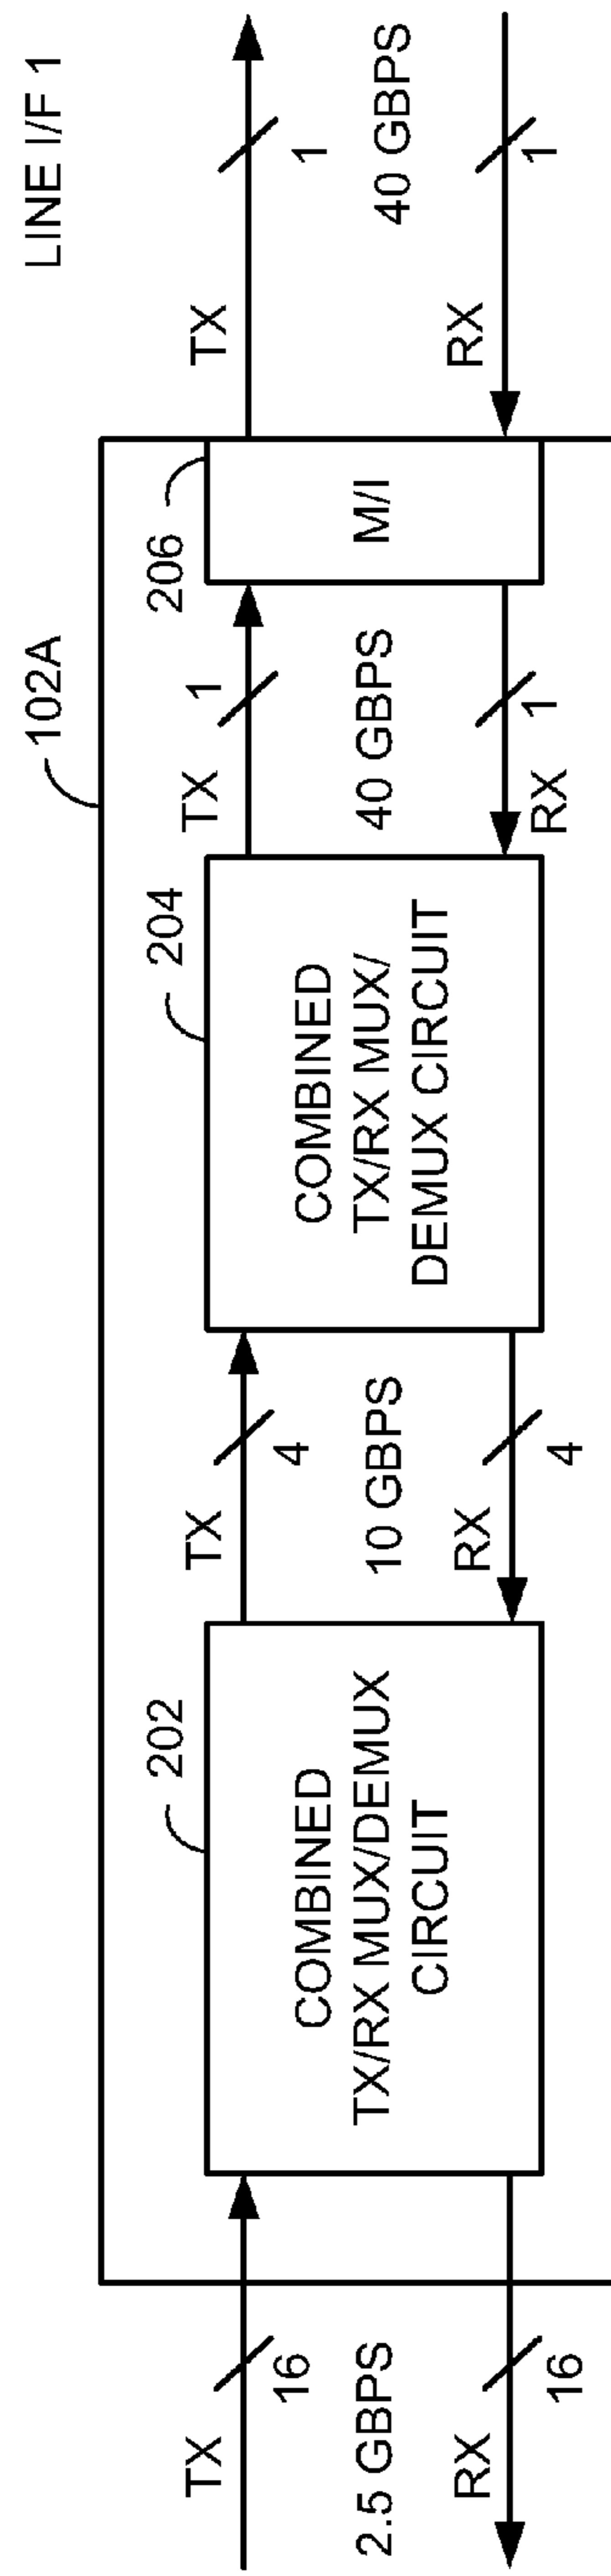 LINE I/F 1
102A
202
204
206
TX
16
2.5 GBPS
RX
16
COMBINED
TX/RX MUX/DEMUX
CIRCUIT
TX
4
10 GBPS
RX
4
COMBINED
TX/RX MUX/
DEMUX CIRCUIT
TX
1
40 GBPS
RX
1
M/I
TX
1
40 GBPS
RX
1